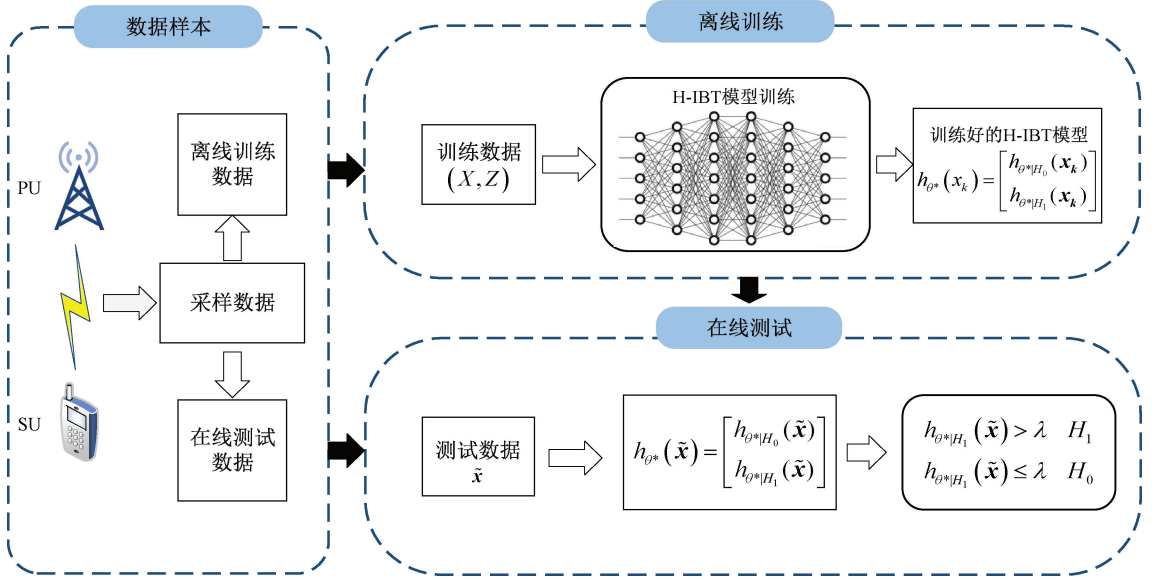 数据样本
PU
SU
离线训练
数据
采样数据
在线测试
数据
离线训练
训练数据
(X, Z)
H-IBT模型训练
训练好的H-IBT模型
h_{θ*}(x_k) = [h_{θ*|H_0}(x_k)
h_{θ*|H_1}(x_k)]
在线测试
测试数据
x̃
h_{θ*}(x̃) = [h_{θ*|H_0}(x̃)
h_{θ*|H_1}(x̃)]
h_{θ*|H_1}(x̃) > λ H_1
h_{θ*|H_1}(x̃) ≤ λ H_0